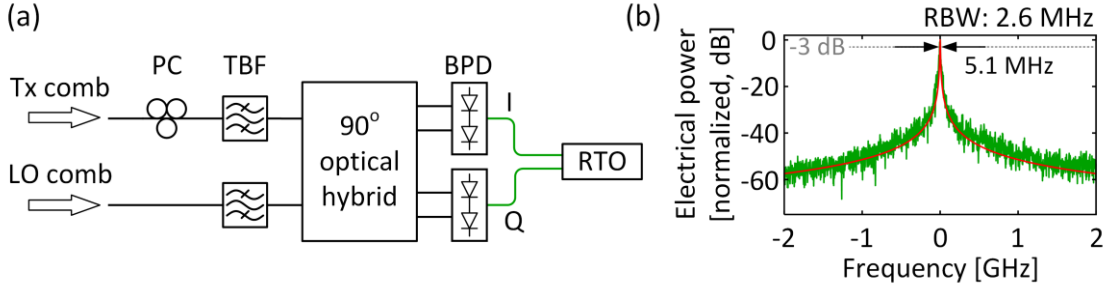 (a)
PC
TBF
BPD
Tx comb
LO comb
90° optical hybrid
I
Q
RTO
(b)
RBW: 2.6 MHz
-3 dB
5.1 MHz
Electrical power
[normalized, dB]
0
-20
-40
-60
-2
-1
0
1
2
Frequency [GHz]